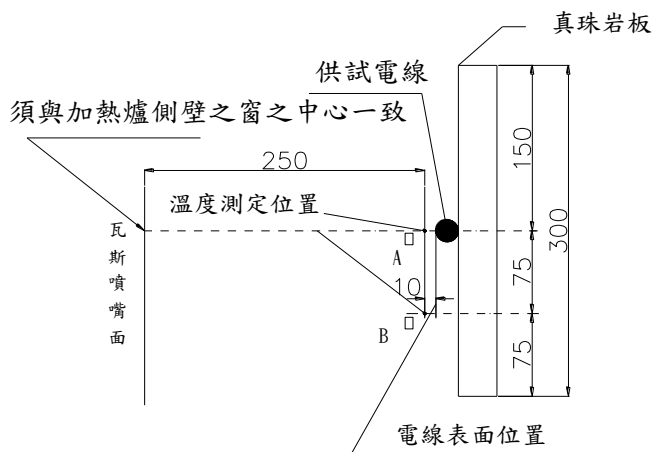 真珠岩板
供試電線
須與加熱爐側壁之窗之中心一致
250
150
溫度測定位置
瓦斯噴嘴面
A
300
75
10
B
75
電線表面位置